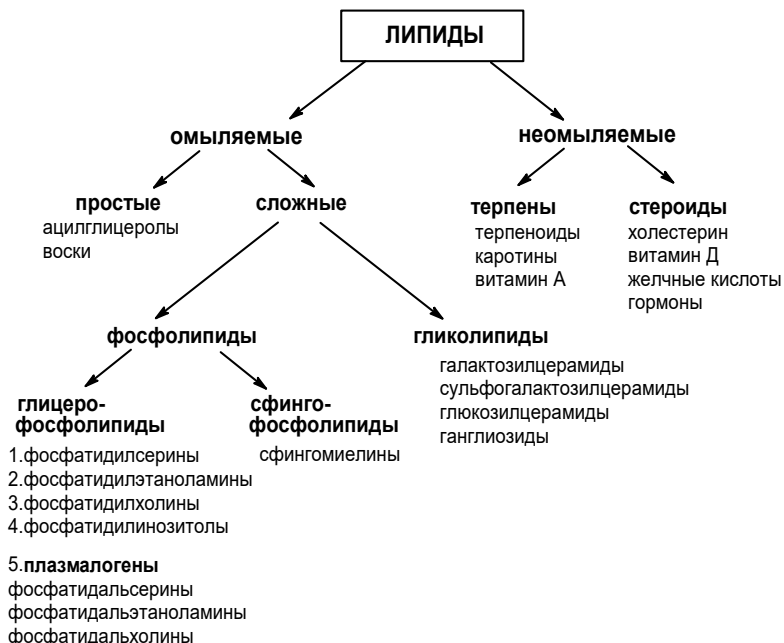 ЛИПИДЫ
омыляемые
неомыляемые
простые
ацилглицеролы
воски
сложные
терпены
терпеноиды
каротины
витамин А
стероиды
холестерин
витамин Д
желчные кислоты
гормоны
фосфолипиды
гликолипиды
галактозилцерамиды
сульфогалактозилцерамиды
глюкозилцерамиды
ганглиозиды
глицеро-
фосфолипиды
1.фосфатидилсерины
2.фосфатидилэтаноламины
3.фосфатидилхолины
4.фосфатидилинозитолы
5.плазмалогены
фосфатидальсерины
фосфатидальэтаноламины
фосфатидальхолины
сфинго-
фосфолипиды
сфингомиелины